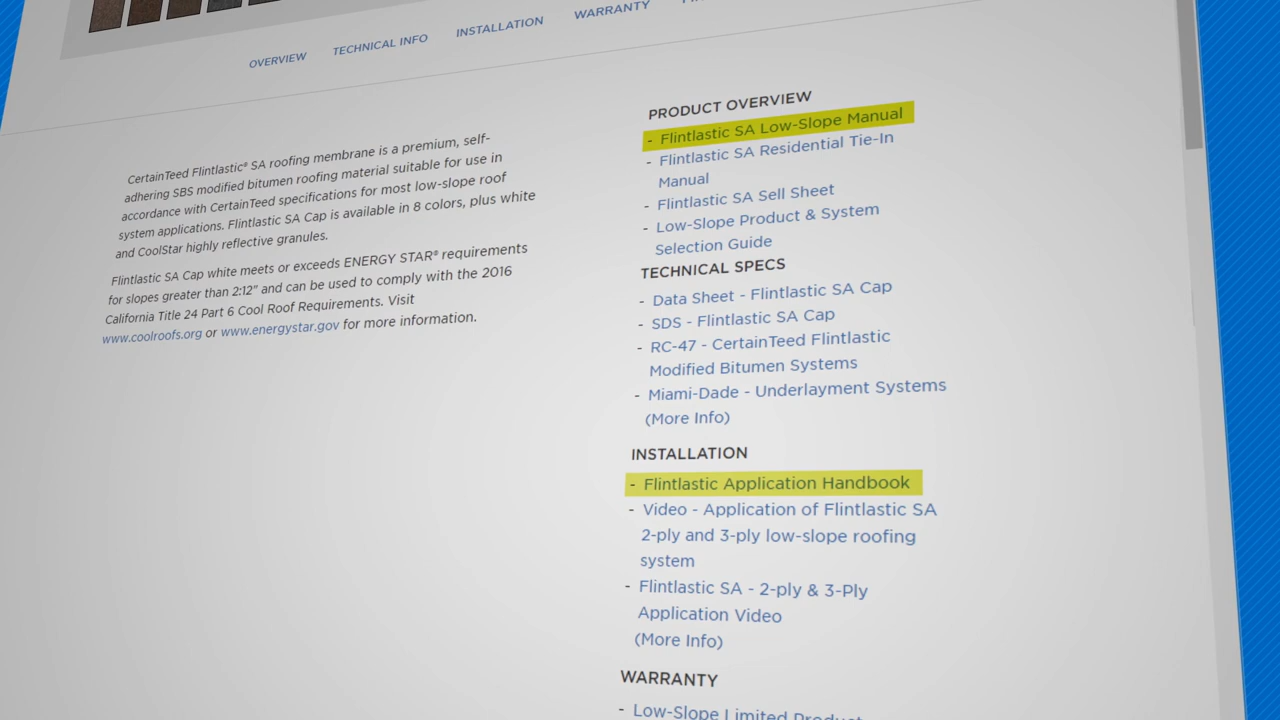 OVERVIEW
TECHNICAL INFO
INSTALLATION
WARRANTY
CertainTeed Flintlastic® SA roofing membrane is a premium, self-
adhering SBS modified bitumen roofing material suitable for use in
accordance with CertainTeed specifications for most low-slope roof
system applications. Flintlastic SA Cap is available in 8 colors, plus white
and CoolStar highly reflective granules.
Flintlastic SA Cap white meets or exceeds ENERGY STAR® requirements
for slopes greater than 2:12" and can be used to comply with the 2016
California Title 24 Part 6 Cool Roof Requirements. Visit
www.coolroofs.org or www.energystar.gov for more information.
PRODUCT OVERVIEW
- Flintlastic SA Low-Slope Manual
- Flintlastic SA Residential Tie-In
Manual
- Flintlastic SA Sell Sheet
- Low-Slope Product & System
Selection Guide
TECHNICAL SPECS
- Data Sheet - Flintlastic SA Cap
- SDS - Flintlastic SA Cap
- RC-47 - CertainTeed Flintlastic
Modified Bitumen Systems
- Miami-Dade - Underlayment Systems
(More Info)
INSTALLATION
- Flintlastic Application Handbook
- Video - Application of Flintlastic SA
2-ply and 3-ply low-slope roofing
system
- Flintlastic SA - 2-ply & 3-Ply
Application Video
(More Info)
WARRANTY
- Low-Slope Limited Product